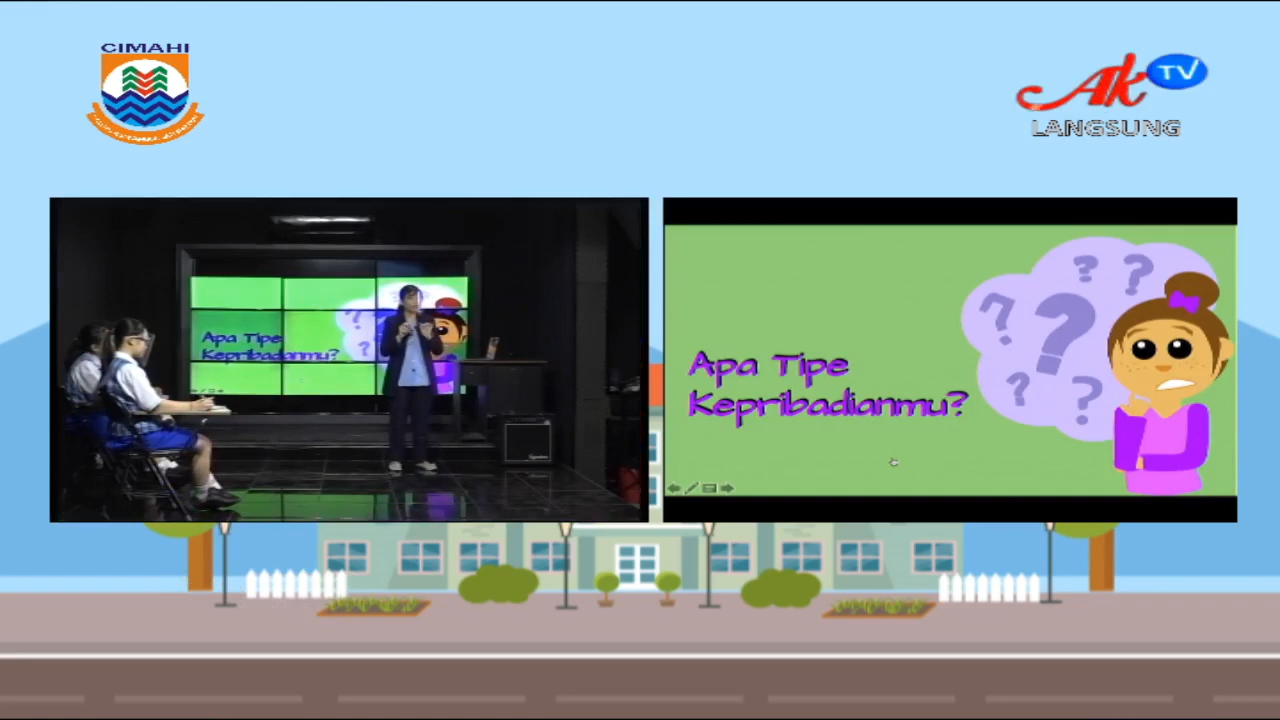 CIMAHI
Ak TV
LANGSUNG
Apa Tipe
Kepribadianmu?
? ? ? ? ? ?
Apa Tipe
Kepribadianmu?